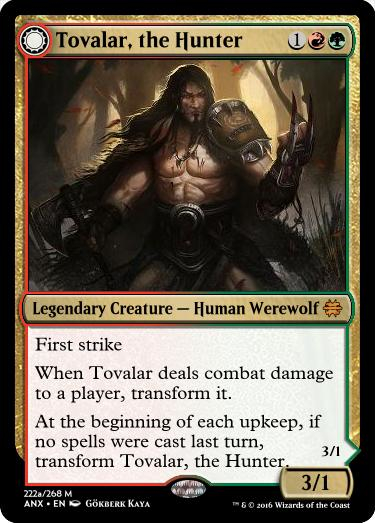 Tovalar, the Hunter 1
Legendary Creature — Human Werewolf
First strike
When Tovalar deals combat damage
to a player, transform it.
At the beginning of each upkeep, if
no spells were cast last turn,
transform Tovalar, the Hunter.
3/1
3/1
222a/268 M
ANX • EN Gökberk Kaya
™ & © 2016 Wizards of the Coast